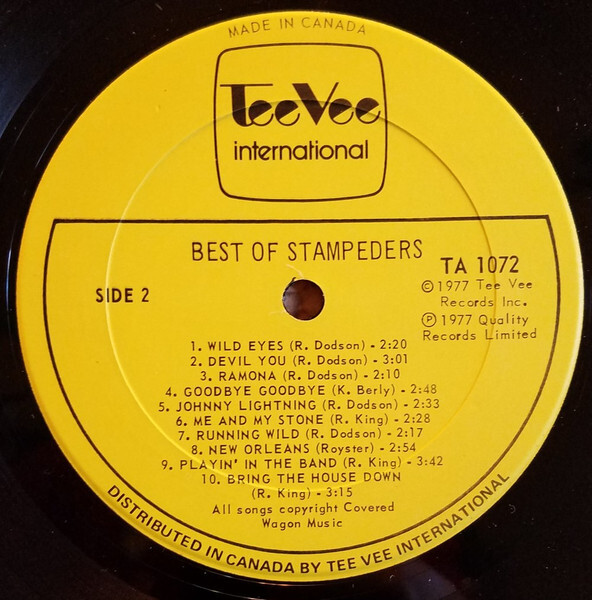 MADE IN CANADA
TeeVee
international
BEST OF STAMPEDERS
SIDE 2
TA 1072
© 1977 Tee Vee
Records Inc.
℗ 1977 Quality
Records Limited
1. WILD EYES (R. Dodson) - 2:20
2. DEVIL YOU (R. Dodson) - 3:01
3. RAMONA (R. Dodson) - 2:10
4. GOODBYE GOODBYE (K. Berly) - 2:48
5. JOHNNY LIGHTNING (R. Dodson) - 2:33
6. ME AND MY STONE (R. King) - 2:28
7. RUNNING WILD (R. Dodson) - 2:17
8. NEW ORLEANS (Royster) - 2:54
9. PLAYIN' IN THE BAND (R. King) - 3:42
10. BRING THE HOUSE DOWN
(R. King) - 3:15
All songs copyright Covered
Wagon Music
DISTRIBUTED IN CANADA BY TEE VEE INTERNATIONAL